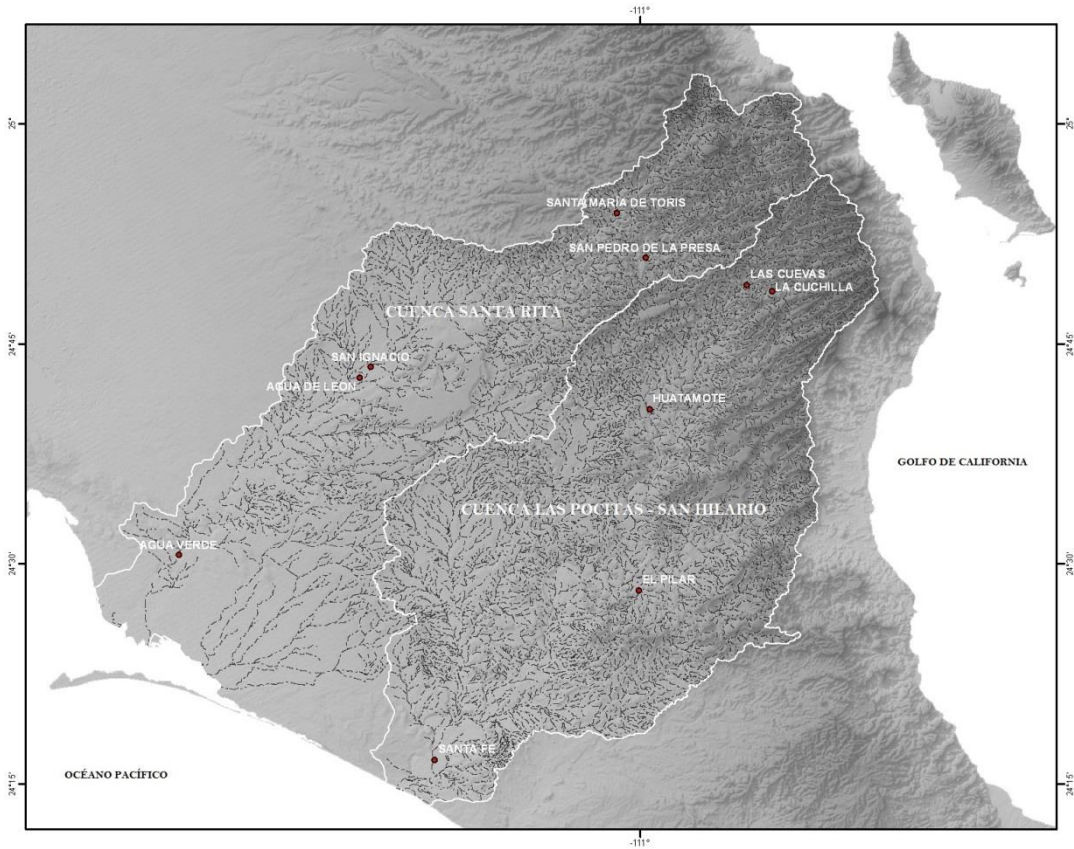 -111°
25°
25°
SANTA MARÍA DE TORIS
SAN PEDRO DE LA PRESA
LAS CUEVAS
LA CUCHILLA
CUENCA SANTA RITA
24°45'
24°45'
SAN IGNACIO
AGUA DE LEON
HUATAMOTE
GOLFO DE CALIFORNIA
CUENCA LAS POCITAS - SAN HILARIO
AGUA VERDE
24°30'
24°30'
EL PILAR
SANTA FE
OCÉANO PACÍFICO
24°15'
24°15'
-111°